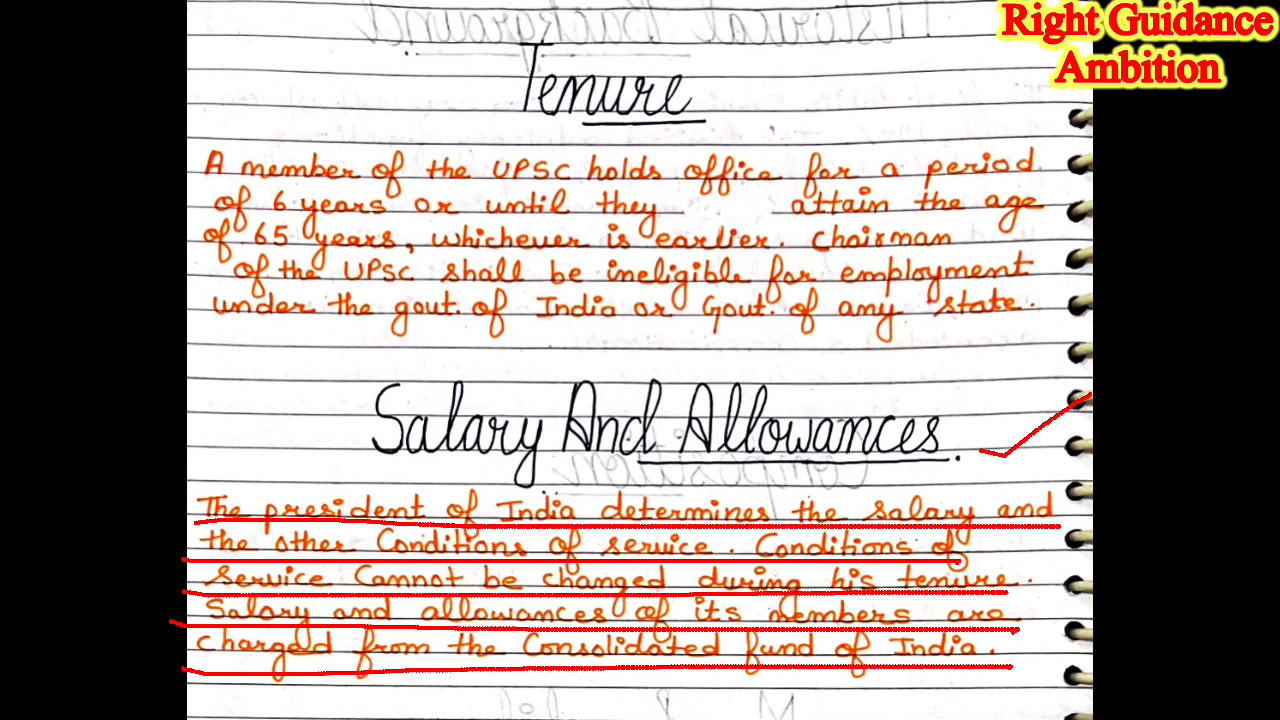 Right Guidance
Ambition
Tenure
A member of the UPSC holds office for a period
of 6 years or until they attain the age
of 65 years, whichever is earlier. Chairman
of the UPSC shall be ineligible for employment
under the govt. of India or Govt. of any state.
Salary And Allowances.
The president of India determines the salary and
the other Conditions of service. Conditions of
service Cannot be changed during his tenure.
Salary and allowances of its members are
charged from the Consolidated fund of India.